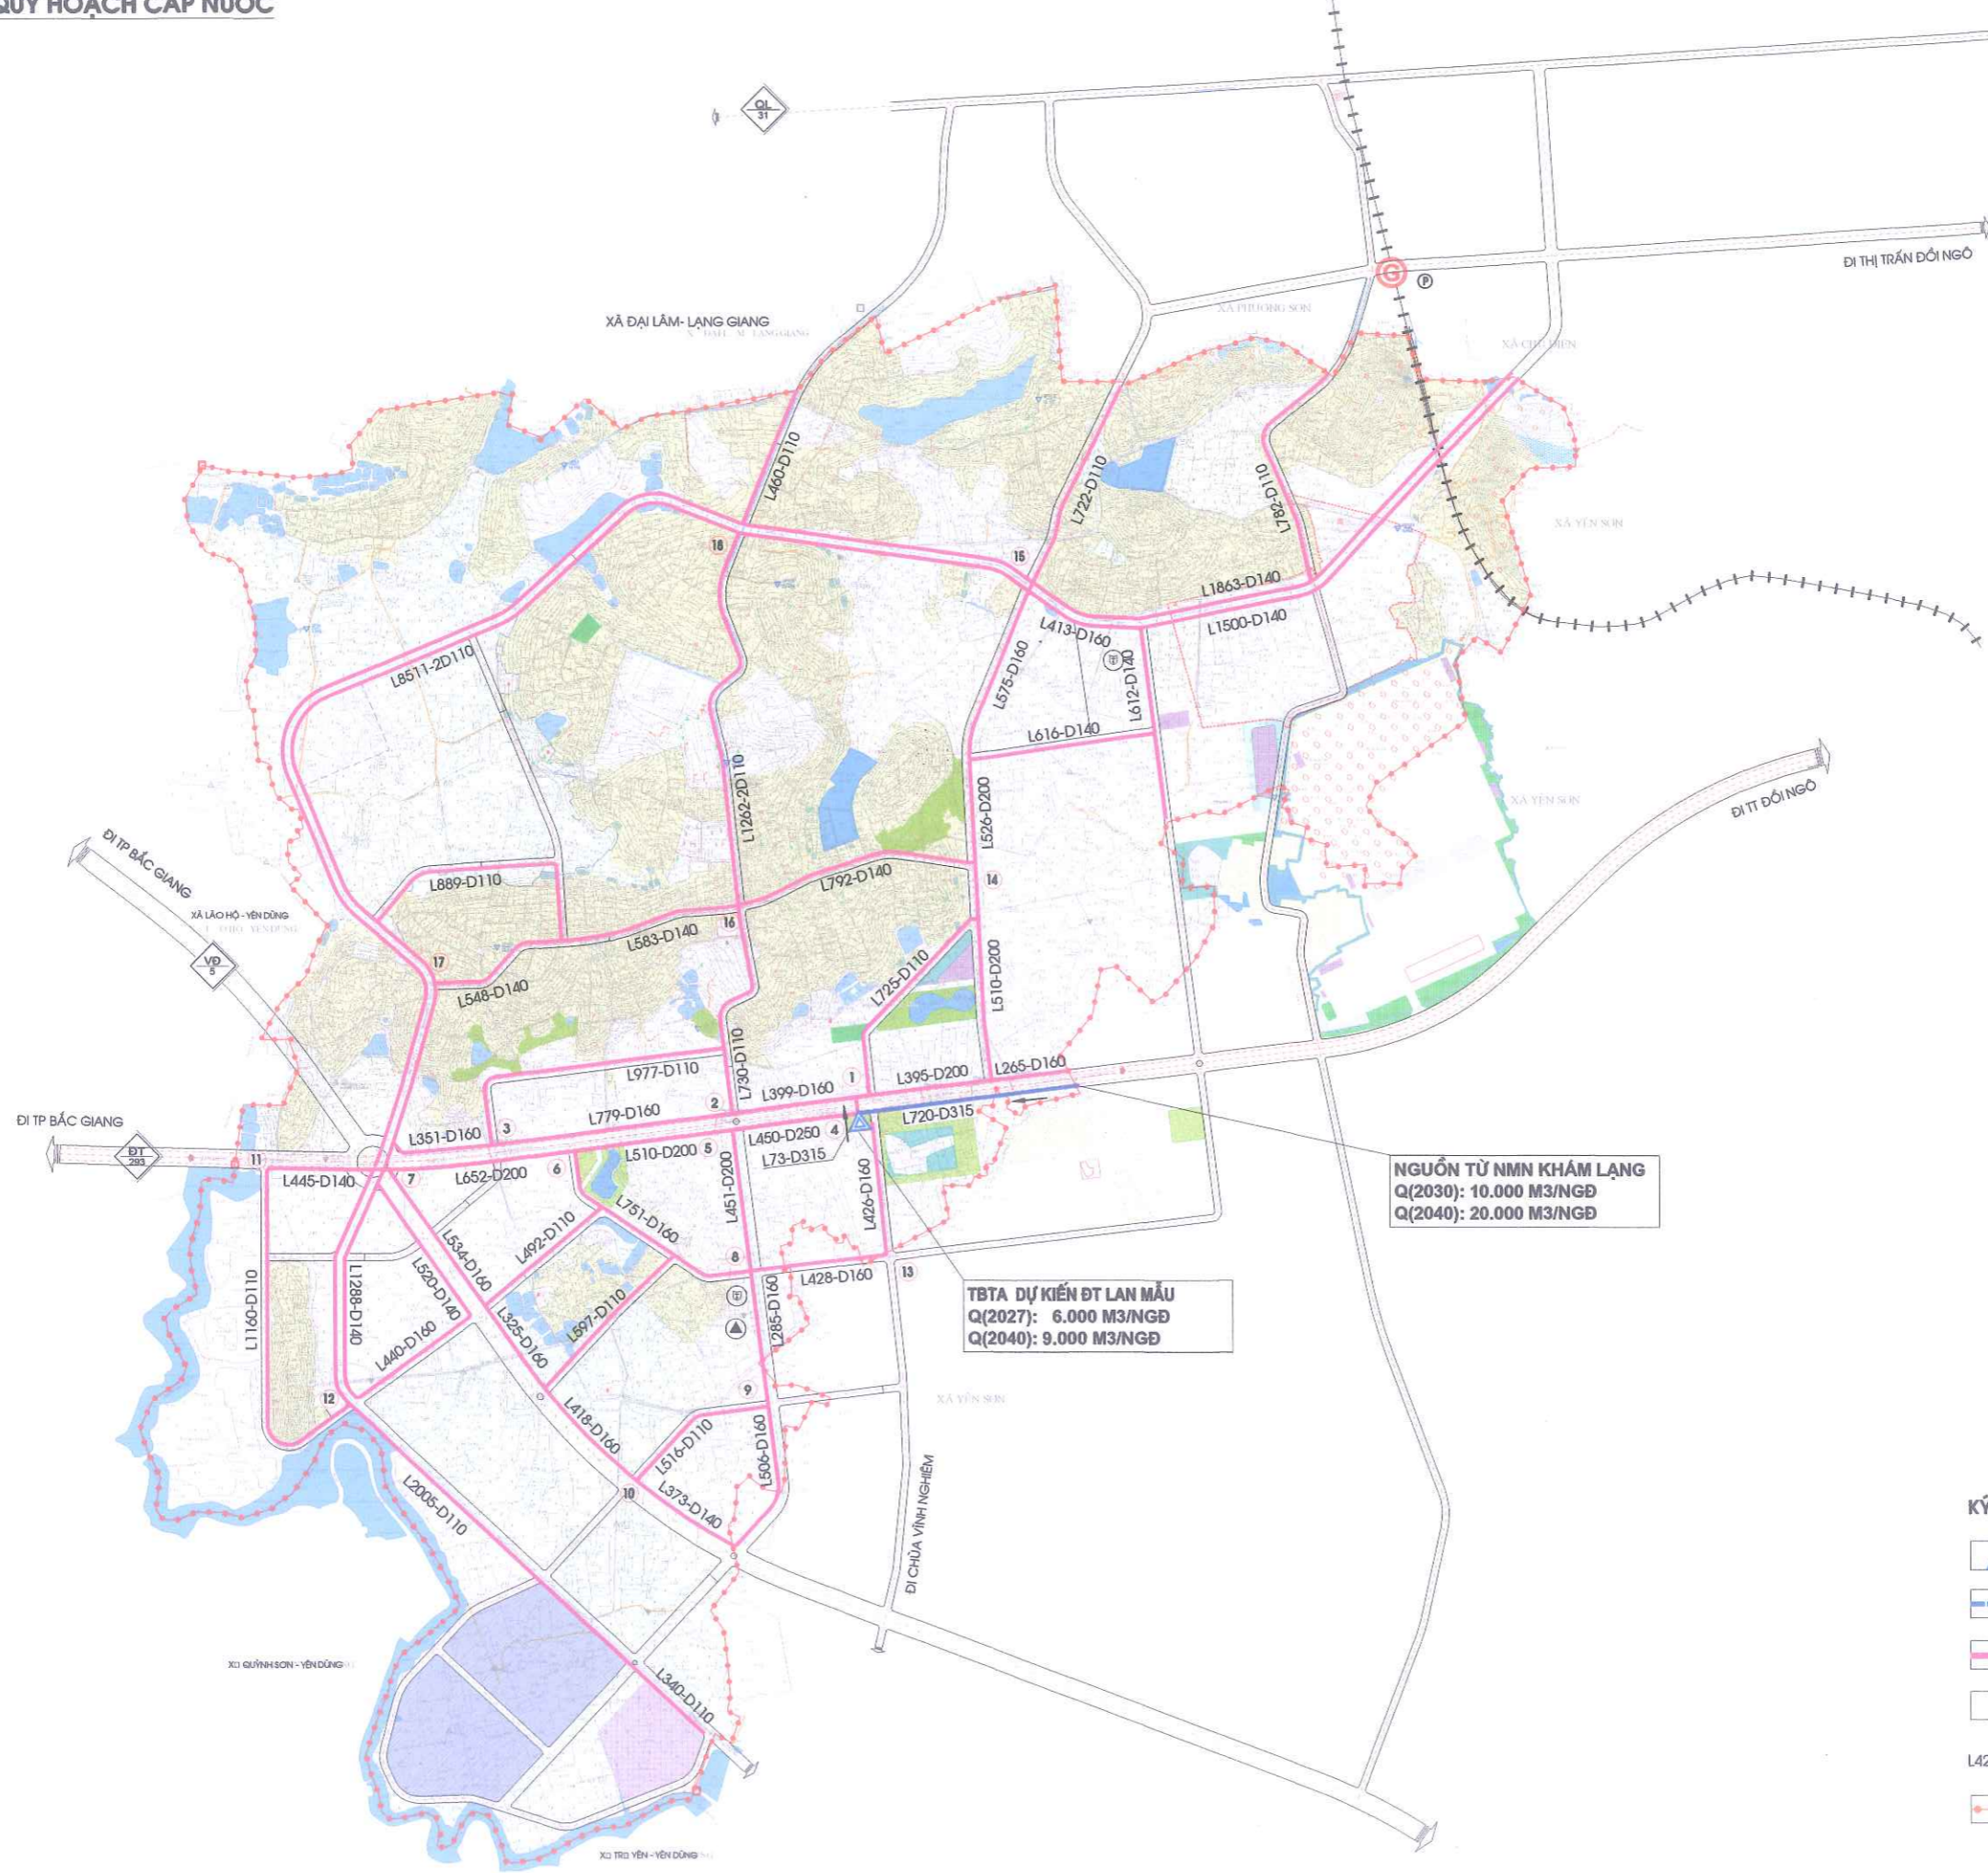 QUY HOẠCH CẤP NƯỚC
QL
31
ĐI THỊ TRẤN ĐỒI NGÔ
G
P
XÃ ĐẠI LÂM- LẠNG GIANG
XÃ PHƯƠNG SƠN
L460-D110
L722-D110
L782-D110
XÃ YÊN SƠN
18
15
L1863-D140
L1500-D140
L413-D160
L575-D160
L612-D140
L616-D140
L8511-2D110
L1262-2D110
L526-D200
XÃ YÊN SƠN
ĐI TT ĐỒI NGÔ
ĐI TP BẮC GIANG
XÃ LÃO HỘ - YÊN DŨNG
VĐ
5
L889-D110
L792-D140
14
16
L583-D140
17
L548-D140
L725-D110
L510-D200
L977-D110
L730-D110
L399-D160
1
L395-D200
L265-D160
2
L779-D160
L720-D315
ĐI TP BẮC GIANG
ĐT
293
L351-D160
3
L450-D250
4
5
L510-D200
L73-D315
11
L445-D140
7
L652-D200
6
L451-D200
L426-D160
NGUỒN TỪ NMN KHÁM LẠNG
Q(2030): 10.000 M3/NGĐ
Q(2040): 20.000 M3/NGĐ
L534-D160
L492-D110
L751-D160
L520-D140
8
L428-D160
13
TBTA DỰ KIẾN ĐT LAN MẪU
Q(2027): 6.000 M3/NGĐ
Q(2040): 9.000 M3/NGĐ
L1160-D110
L1288-D140
L440-D160
L325-D160
L597-D110
L285-D160
12
9
L418-D160
L516-D110
L506-D160
XÃ YÊN SƠN
L2005-D110
10
L373-D140
ĐI CHÙA VĨNH NGHIÊM
L340-D110
KÝ
L42